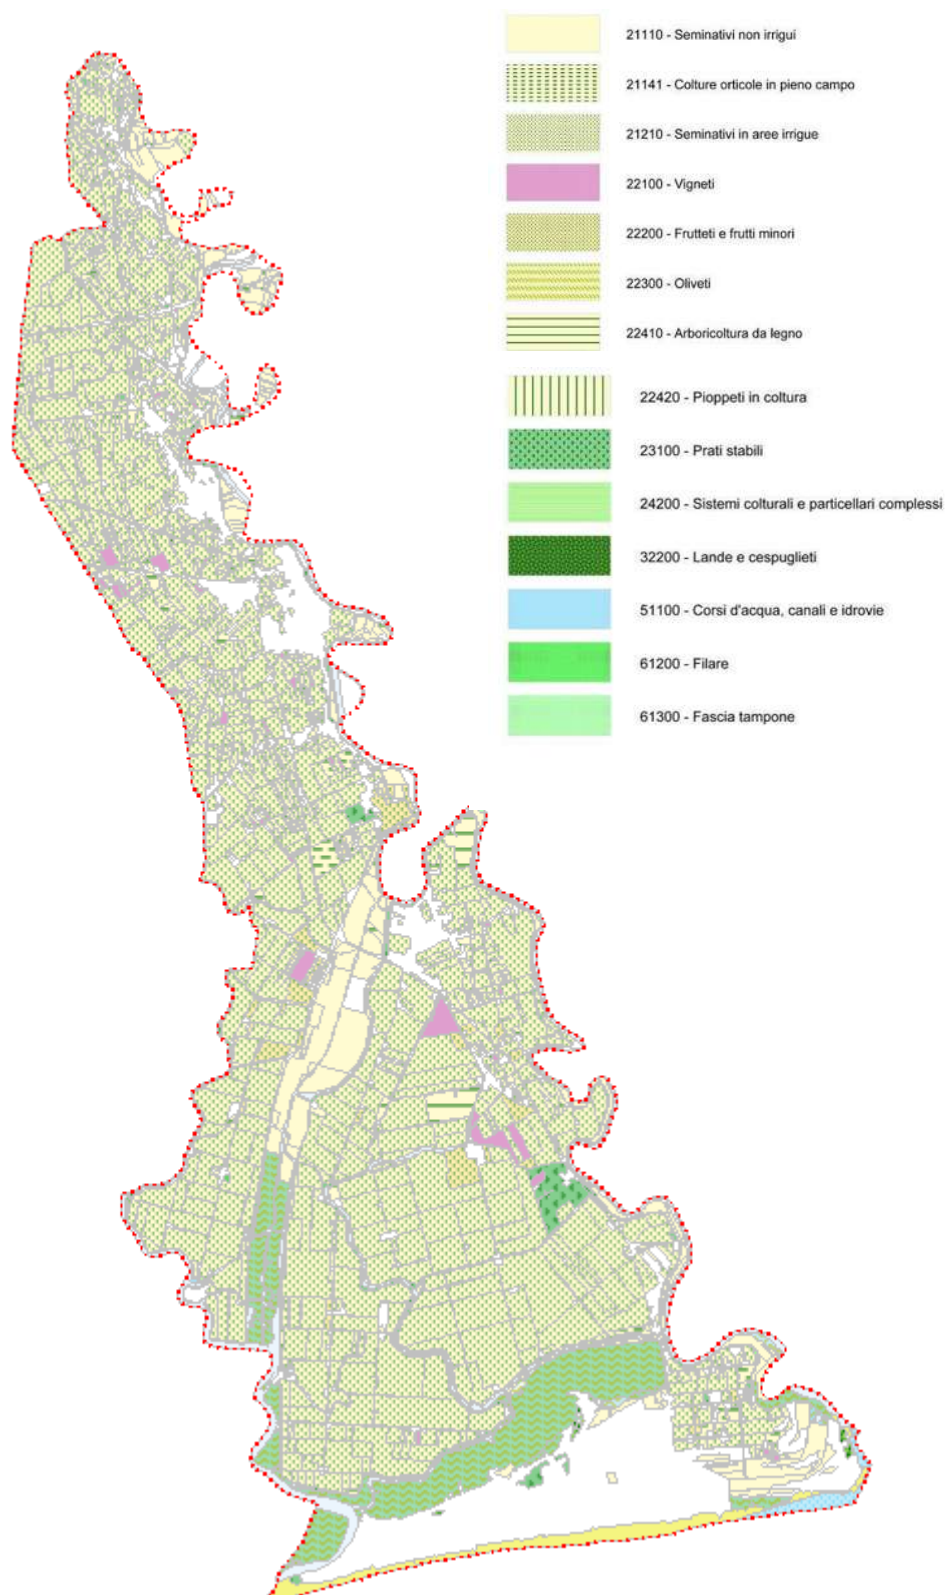 21110 - Seminativi non irrigui
21141 - Colture orticole in pieno campo
21210 - Seminativi in aree irrigue
22100 - Vigneti
22200 - Frutteti e frutti minori
22300 - Oliveti
22410 - Arboricoltura da legno
22420 - Pioppeti in coltura
23100 - Prati stabili
24200 - Sistemi colturali e particellari complessi
32200 - Lande e cespuglieti
51100 - Corsi d'acqua, canali e idrovie
61200 - Filare
61300 - Fascia tampone